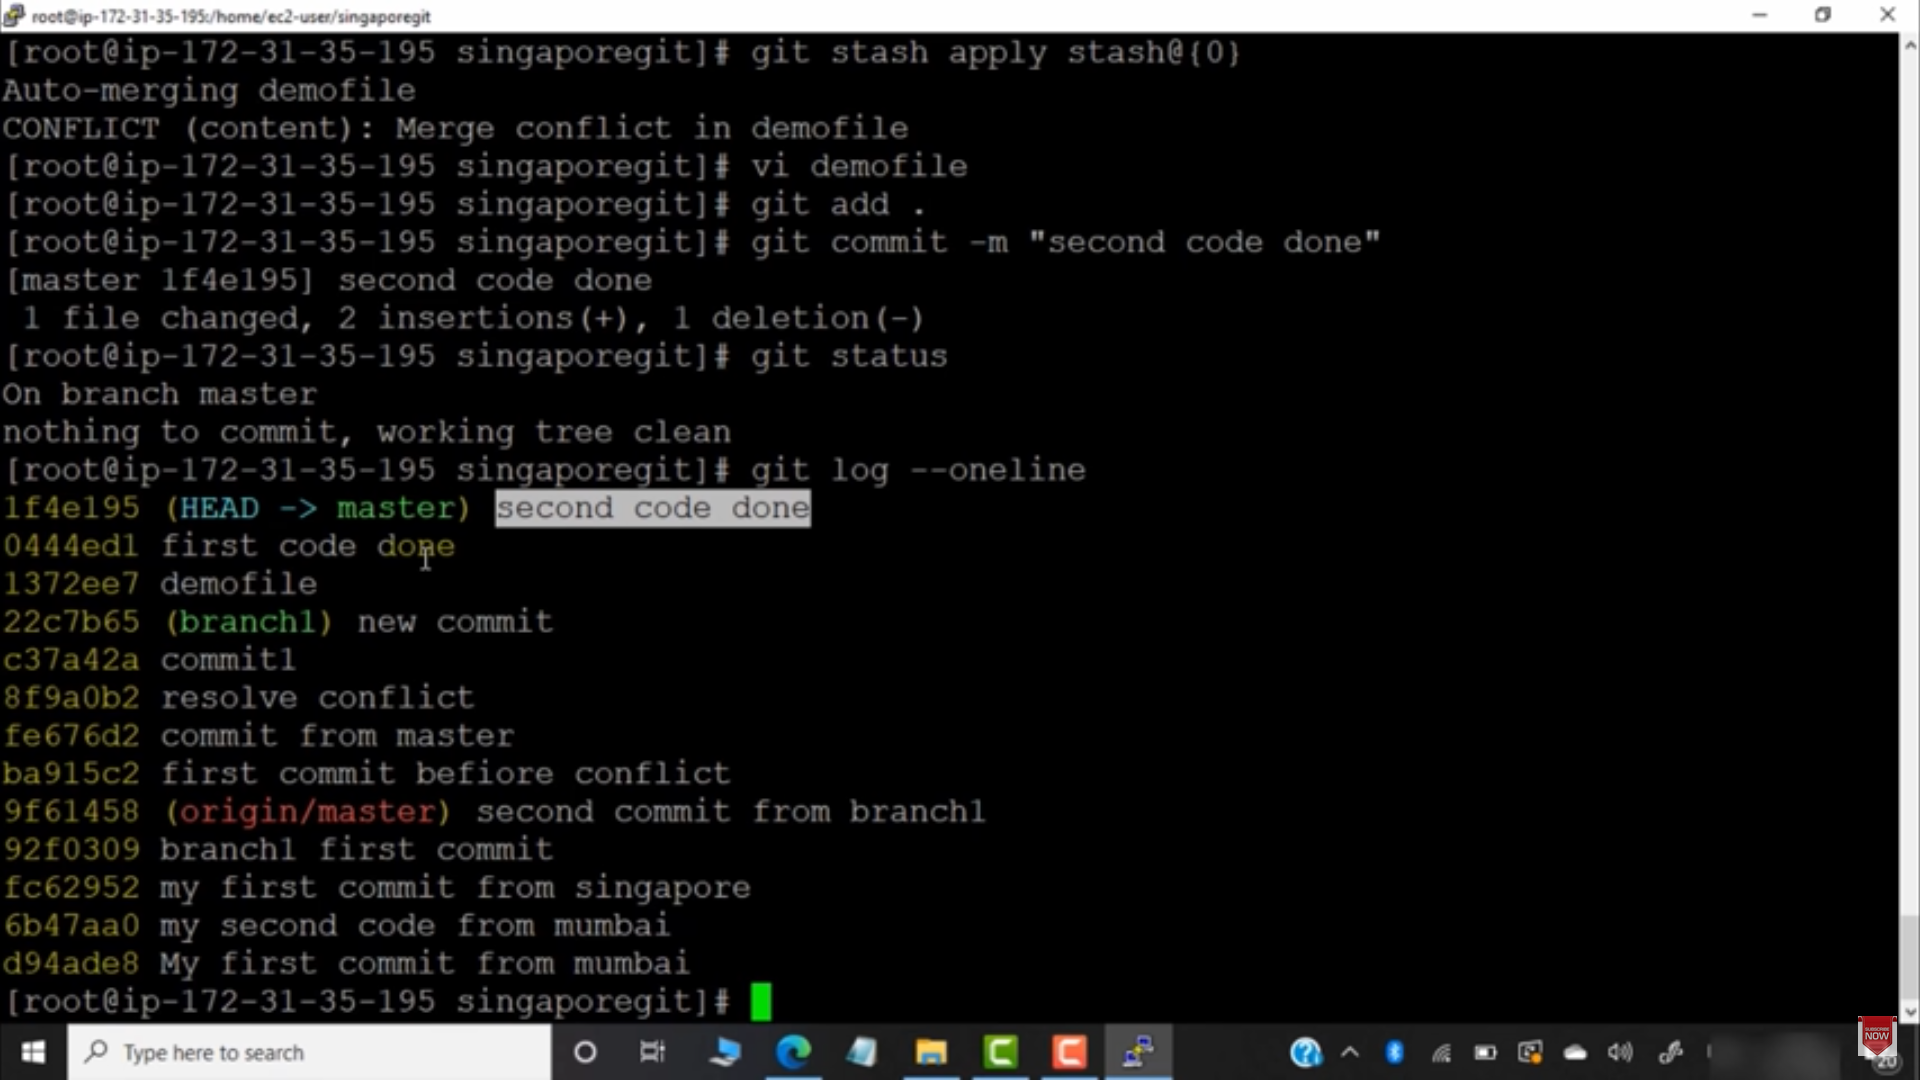 root@ip-172-31-35-195:/home/ec2-user/singaporegit
[root@ip-172-31-35-195 singaporegit]# git stash apply stash@{0}
Auto-merging demofile
CONFLICT (content): Merge conflict in demofile
[root@ip-172-31-35-195 singaporegit]# vi demofile
[root@ip-172-31-35-195 singaporegit]# git add .
[root@ip-172-31-35-195 singaporegit]# git commit -m "second code done"
[master 1f4e195] second code done
 1 file changed, 2 insertions(+), 1 deletion(-)
[root@ip-172-31-35-195 singaporegit]# git status
On branch master
nothing to commit, working tree clean
[root@ip-172-31-35-195 singaporegit]# git log --oneline
1f4e195 (HEAD -> master) second code done
0444ed1 first code done
1372ee7 demofile
22c7b65 (branch1) new commit
c37a42a commit1
8f9a0b2 resolve conflict
fe676d2 commit from master
ba915c2 first commit befiore conflict
9f61458 (origin/master) second commit from branch1
92f0309 branch1 first commit
fc62952 my first commit from singapore
6b47aa0 my second code from mumbai
d94ade8 My first commit from mumbai
[root@ip-172-31-35-195 singaporegit]#
Type here to search
SUBSCRIBE
NOW
20